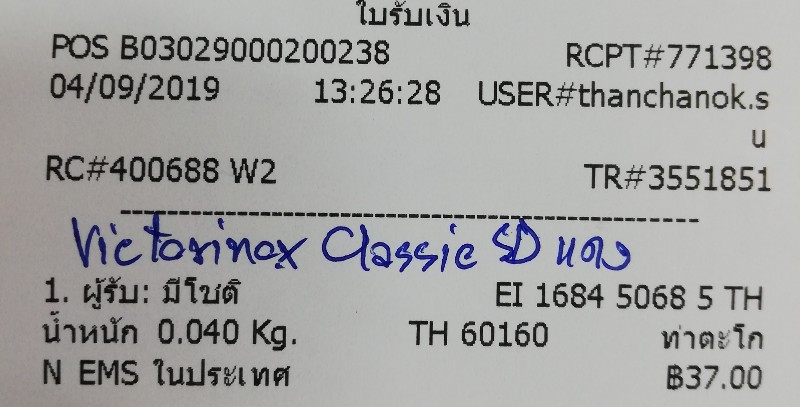 ใบรับเงิน
POS B03029000200238 RCPT#771398
04/09/2019 13:26:28 USER#thanchanok.s
u
RC#400688 W2 TR#3551851
--------------------------------------------------
Victorinox Classic SD แดง
1. ผู้รับ: มีโชติ EI 1684 5068 5 TH
น้ำหนัก 0.040 Kg. TH 60160 ท่าตะโก
N EMS ในประเทศ ฿37.00